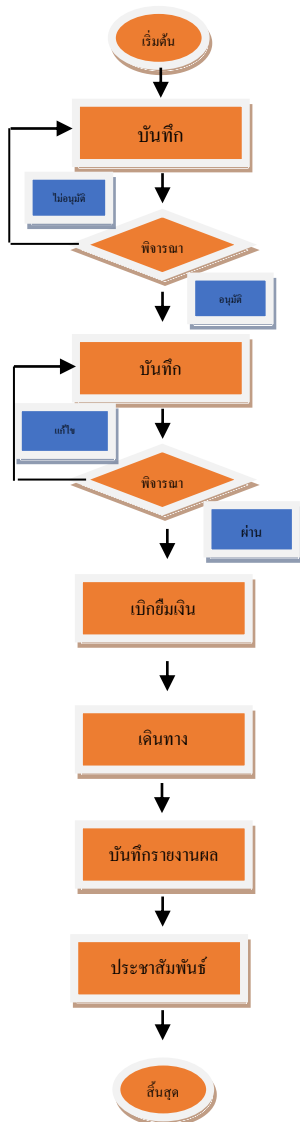 เริ่มต้น
บันทึก
ไม่อนุมัติ
พิจารณา
อนุมัติ
บันทึก
แก้ไข
พิจารณา
ผ่าน
เบิกยืมเงิน
เดินทาง
บันทึกรายงานผล
ประชาสัมพันธ์
สิ้นสุด